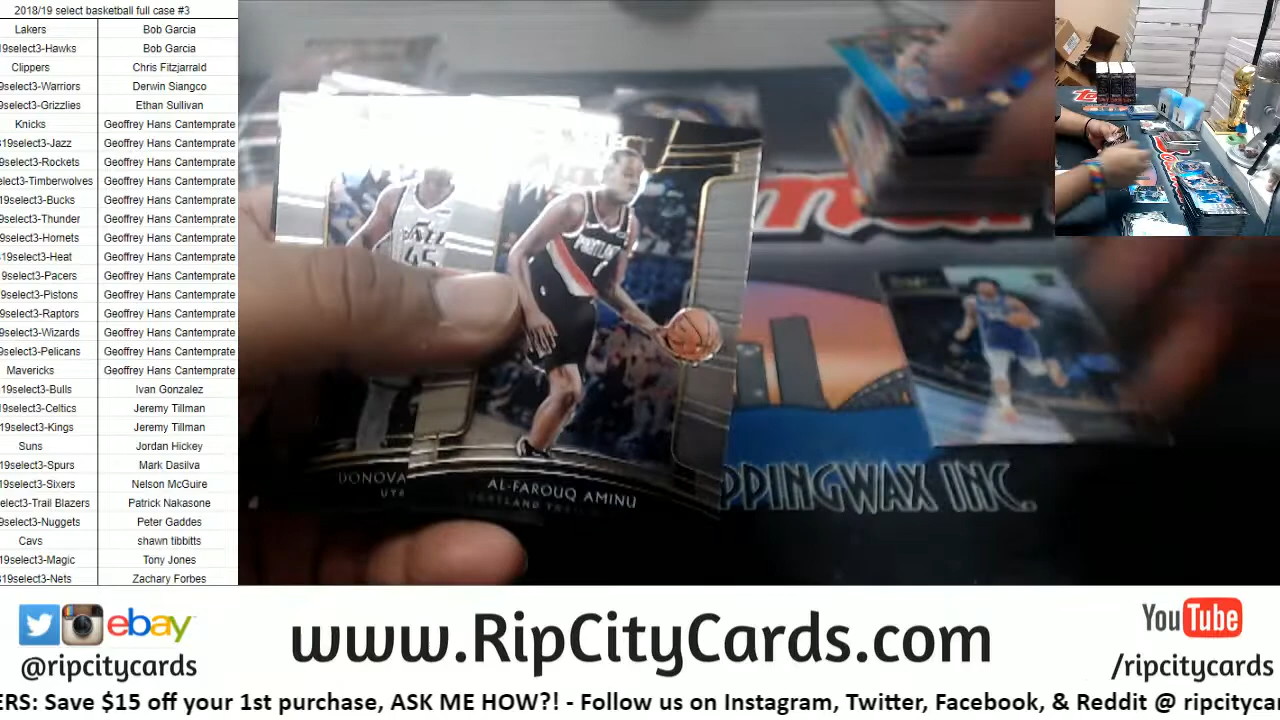 2018/19 select basketball full case #3
Lakers Bob Garcia
19select3-Hawks Bob Garcia
Clippers Chris Fitzjarrald
9select3-Warriors Derwin Siangco
9select3-Grizzlies Ethan Sullivan
Knicks Geoffrey Hans Cantemprate
19select3-Jazz Geoffrey Hans Cantemprate
9select3-Rockets Geoffrey Hans Cantemprate
elect3-Timberwolves Geoffrey Hans Cantemprate
9select3-Bucks Geoffrey Hans Cantemprate
9select3-Thunder Geoffrey Hans Cantemprate
9select3-Hornets Geoffrey Hans Cantemprate
19select3-Heat Geoffrey Hans Cantemprate
9select3-Pacers Geoffrey Hans Cantemprate
9select3-Pistons Geoffrey Hans Cantemprate
9select3-Raptors Geoffrey Hans Cantemprate
9select3-Wizards Geoffrey Hans Cantemprate
9select3-Pelicans Geoffrey Hans Cantemprate
Mavericks Geoffrey Hans Cantemprate
19select3-Bulls Ivan Gonzalez
19select3-Celtics Jeremy Tillman
19select3-Kings Jeremy Tillman
Suns Jordan Hickey
19select3-Spurs Mark Dasilva
19select3-Sixers Nelson McGuire
elect3-Trail Blazers Patrick Nakasone
9select3-Nuggets Peter Gaddes
Cavs shawn tibbitts
19select3-Magic Tony Jones
19select3-Nets Zachary Forbes
JAZZ
45
PORTLAND
DONOVA
UTA
AL-FAROUQ AMINU
PORTLAND
PPINGWAX INC.
ebay
@ripcitycards
www.RipCityCards.com
YouTube
/ripcitycards
ERS: Save $15 off your 1st purchase, ASK ME HOW?! - Follow us on Instagram, Twitter, Facebook, & Reddit @ ripcityca